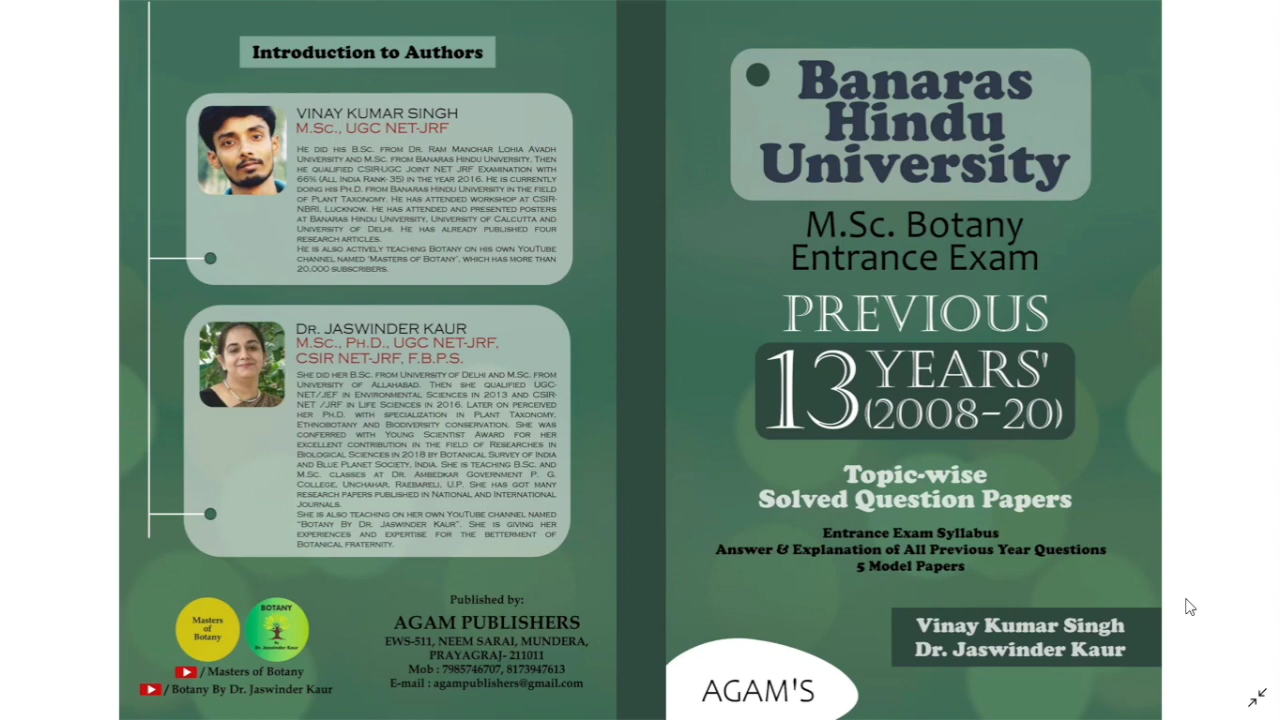 Introduction to Authors
VINAY KUMAR SINGH
M.Sc., UGC NET-JRF
HE DID HIS B.Sc. FROM DR. RAM MANOHAR LOHIA AVADH
UNIVERSITY AND M.Sc. FROM BANARAS HINDU UNIVERSITY. THEN
HE QUALIFIED CSIR-UGC JOINT NET JRF EXAMINATION WITH
66% (ALL INDIA RANK- 35) IN THE YEAR 2016. HE IS CURRENTLY
DOING HIS PH.D. FROM BANARAS HINDU UNIVERSITY IN THE FIELD
OF PLANT TAXONOMY. HE HAS ATTENDED WORKSHOP AT CSIR-
NBRI, LUCKNOW. HE HAS ATTENDED AND PRESENTED POSTERS
AT BANARAS HINDU UNIVERSITY, UNIVERSITY OF CALCUTTA AND
UNIVERSITY OF DELHI. HE HAS ALREADY PUBLISHED FOUR
RESEARCH ARTICLES.
HE IS ALSO ACTIVELY TEACHING BOTANY ON HIS OWN YOUTUBE
CHANNEL NAMED 'MASTERS OF BOTANY', WHICH HAS MORE THAN
20,000 SUBSCRIBERS.
DR. JASWINDER KAUR
M.Sc., PH.D., UGC NET-JRF,
CSIR NET-JRF, F.B.P.S.
SHE DID HER B.Sc. FROM UNIVERSITY OF DELHI AND M.Sc. FROM
UNIVERSITY OF ALLAHABAD. THEN SHE QUALIFIED UGC-
NET/JEF IN ENVIRONMENTAL SCIENCES IN 2013 AND CSIR-
NET /JRF IN LIFE SCIENCES IN 2016. LATER ON PERCEIVED
HER PH.D. WITH SPECIALIZATION IN PLANT TAXONOMY,
ETHNOBOTANY AND BIODIVERSITY CONSERVATION. SHE WAS
CONFERRED WITH YOUNG SCIENTIST AWARD FOR HER
EXCELLENT CONTRIBUTION IN THE FIELD OF RESEARCHES IN
BIOLOGICAL SCIENCES IN 2018 BY BOTANICAL SURVEY OF INDIA
AND BLUE PLANET SOCIETY, INDIA. SHE IS TEACHING B.Sc. AND
M.Sc. CLASSES AT DR. AMBEDKAR GOVERNMENT P. G.
COLLEGE, UNCHAHAR, RAEBARELI, U.P. SHE HAS GOT MANY
RESEARCH PAPERS PUBLISHED IN NATIONAL AND INTERNATIONAL
JOURNALS.
SHE IS ALSO TEACHING ON HER OWN YOUTUBE CHANNEL NAMED
"BOTANY BY DR. JASWINDER KAUR". SHE IS GIVING HER
EXPERIENCES AND EXPERTISE FOR THE BETTERMENT OF
BOTANICAL FRATERNITY.
Masters
of
Botany
BOTANY
By
Dr. Jaswinder Kaur
/ Masters of Botany
/ Botany By Dr. Jaswinder Kaur
Published by:
AGAM PUBLISHERS
EWS-511, NEEM SARAI, MUNDERA,
PRAYAGRAJ- 211011
Mob : 7985746707, 8173947613
E-mail : agampublishers@gmail.com
Banaras
Hindu
University
M.Sc. Botany
Entrance Exam
PREVIOUS
13 YEARS'
(2008-20)
Topic-wise
Solved Question Papers
Entrance Exam Syllabus
Answer & Explanation of All Previous Year Questions
5 Model Papers
Vinay Kumar Singh
Dr. Jaswinder Kaur
AGAM'S